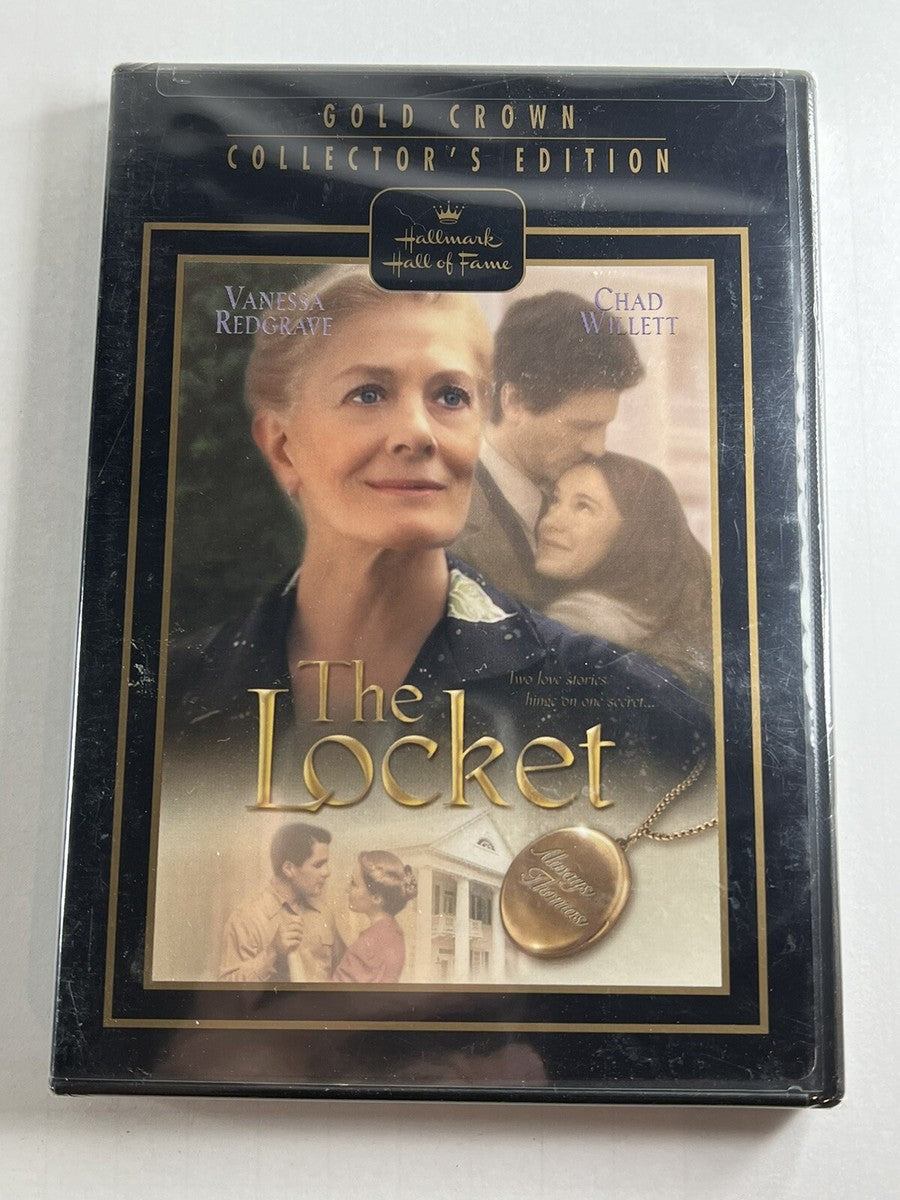 GOLD CROWN
COLLECTOR'S EDITION
Hallmark
Hall of Fame
VANESSA
REDGRAVE
CHAD
WILLETT
The
Locket
Two love stories
hinge on one secret...
Always...
Thomas